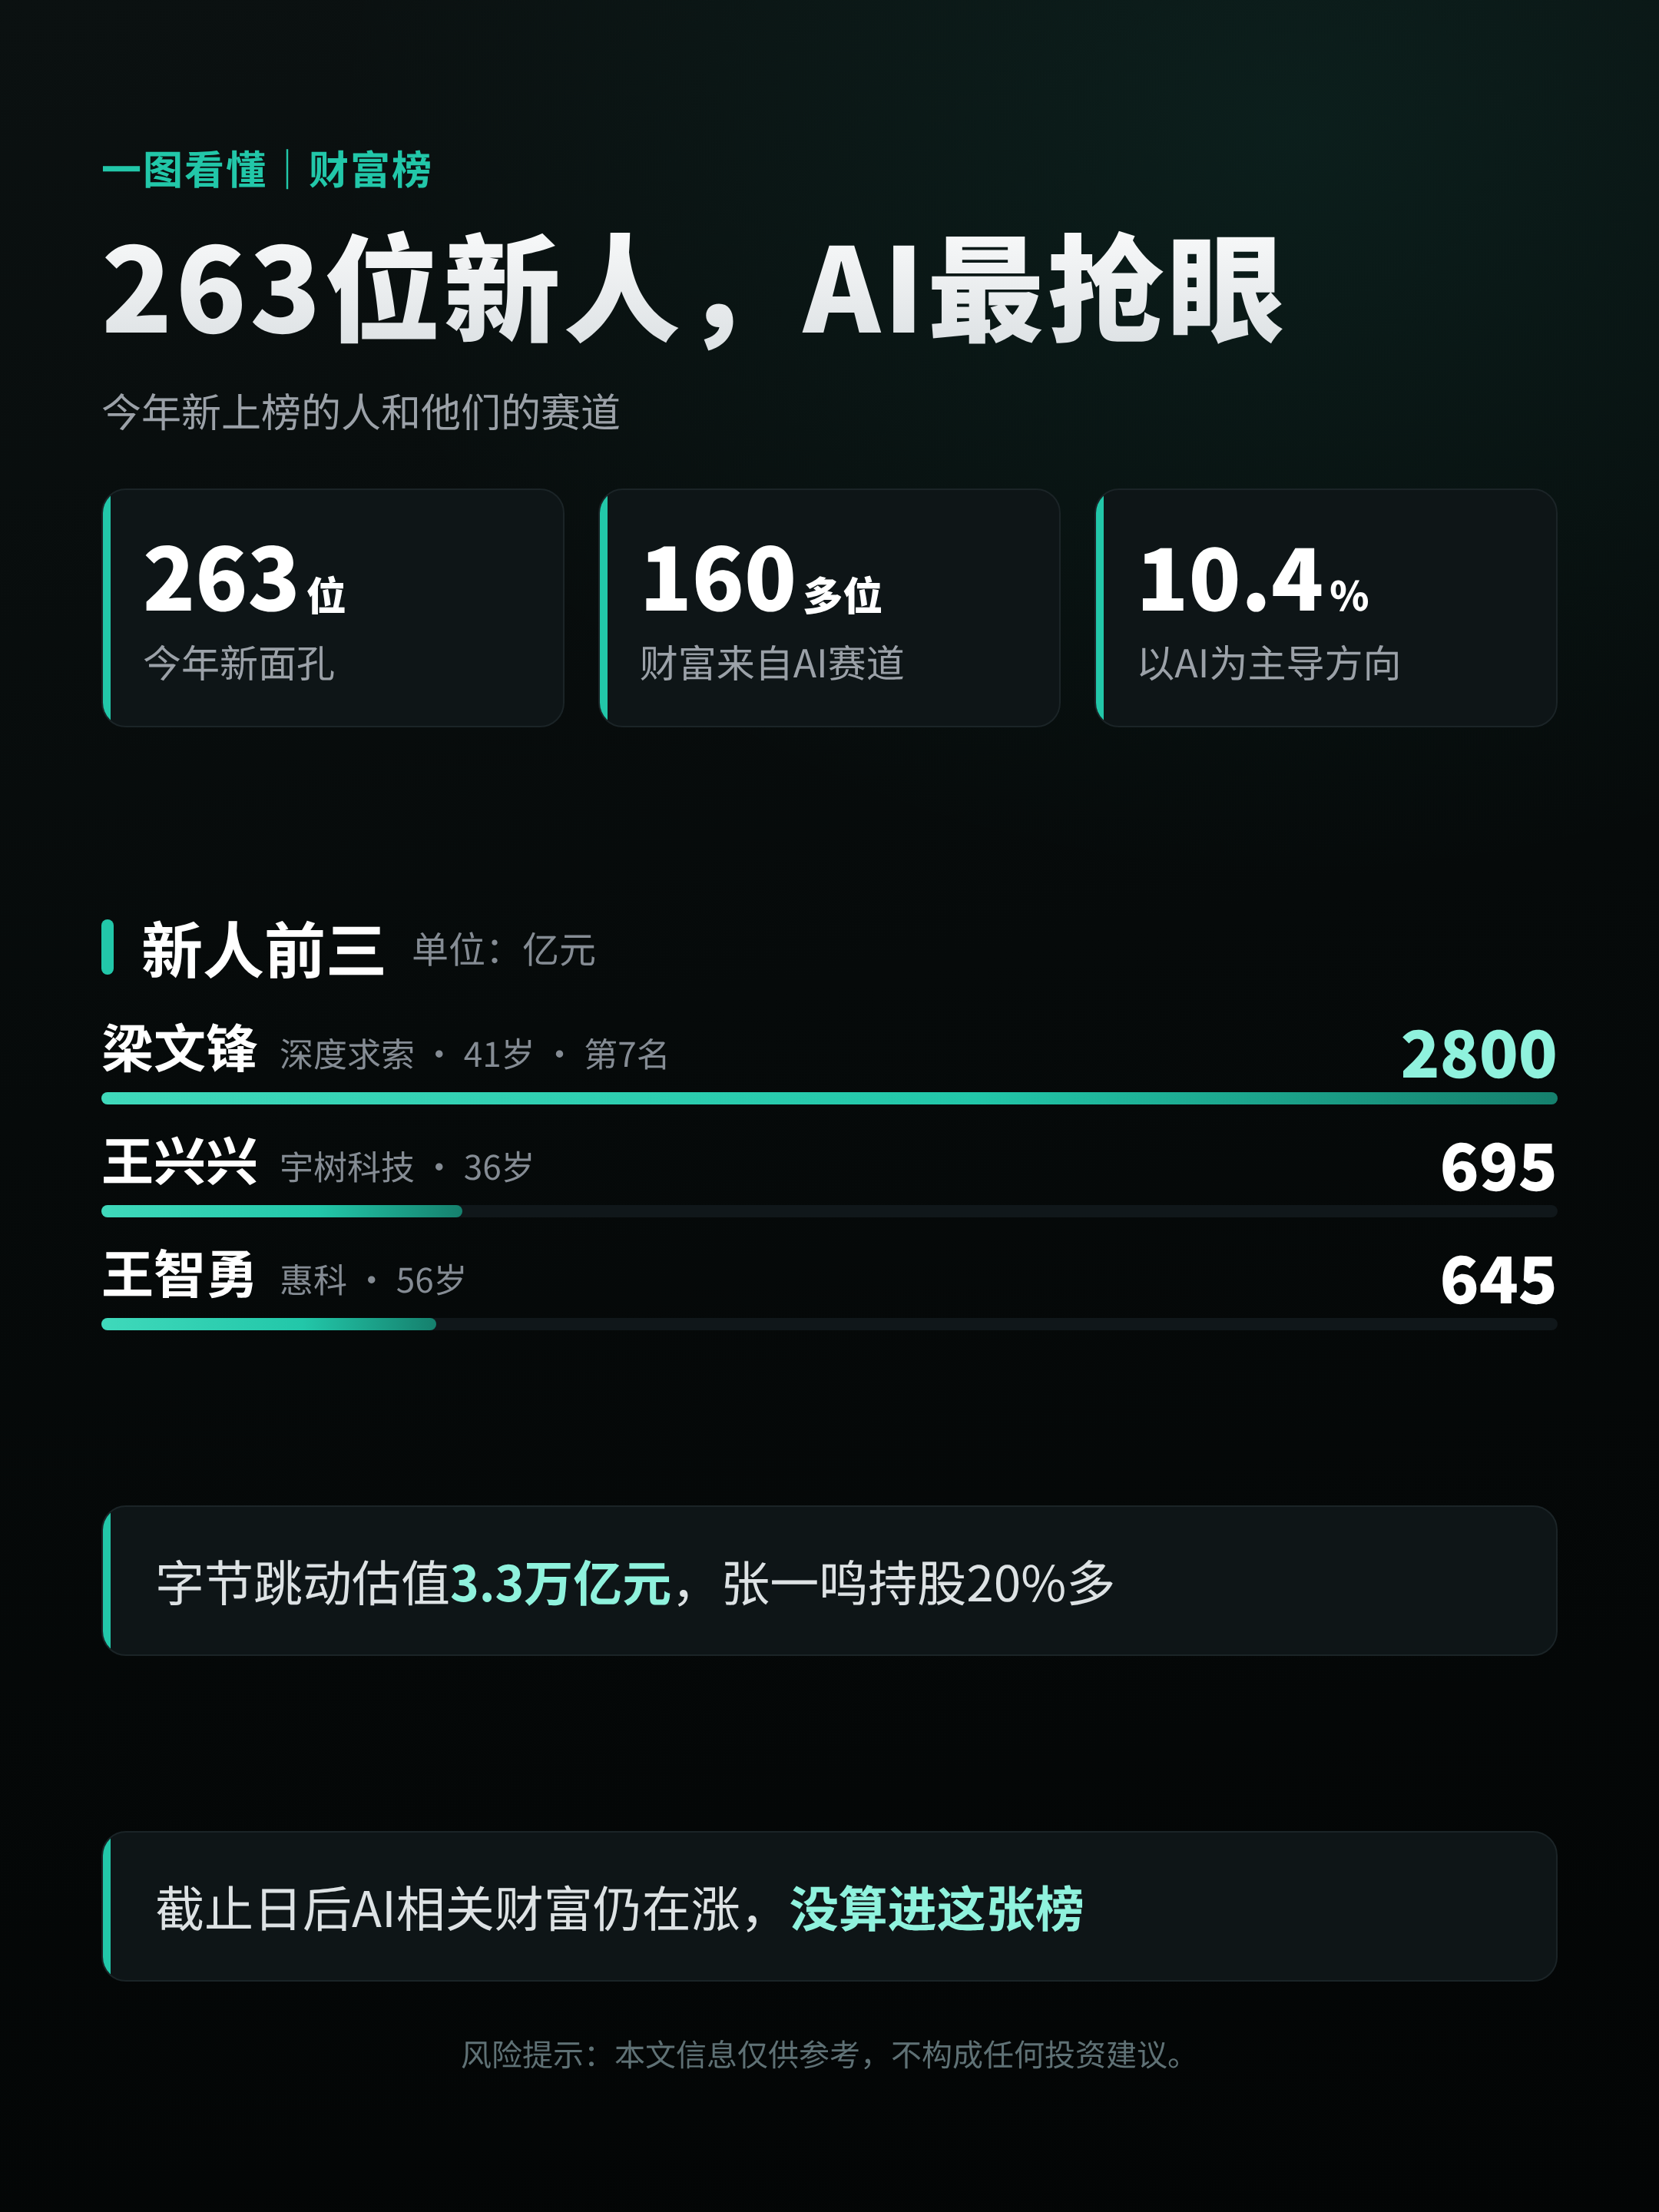 一图看懂｜财富榜
263位新人，AI最抢眼
今年新上榜的人和他们的赛道
263位
今年新面孔
160多位
财富来自AI赛道
10.4%
以AI为主导方向
新人前三 单位：亿元
梁文锋 深度求索 · 41岁 · 第7名 2800
王兴兴 宇树科技 · 36岁 695
王智勇 惠科 · 56岁 645
字节跳动估值3.3万亿元，张一鸣持股20%多
截止日后AI相关财富仍在涨，没算进这张榜
风险提示：本文信息仅供参考，不构成任何投资建议。